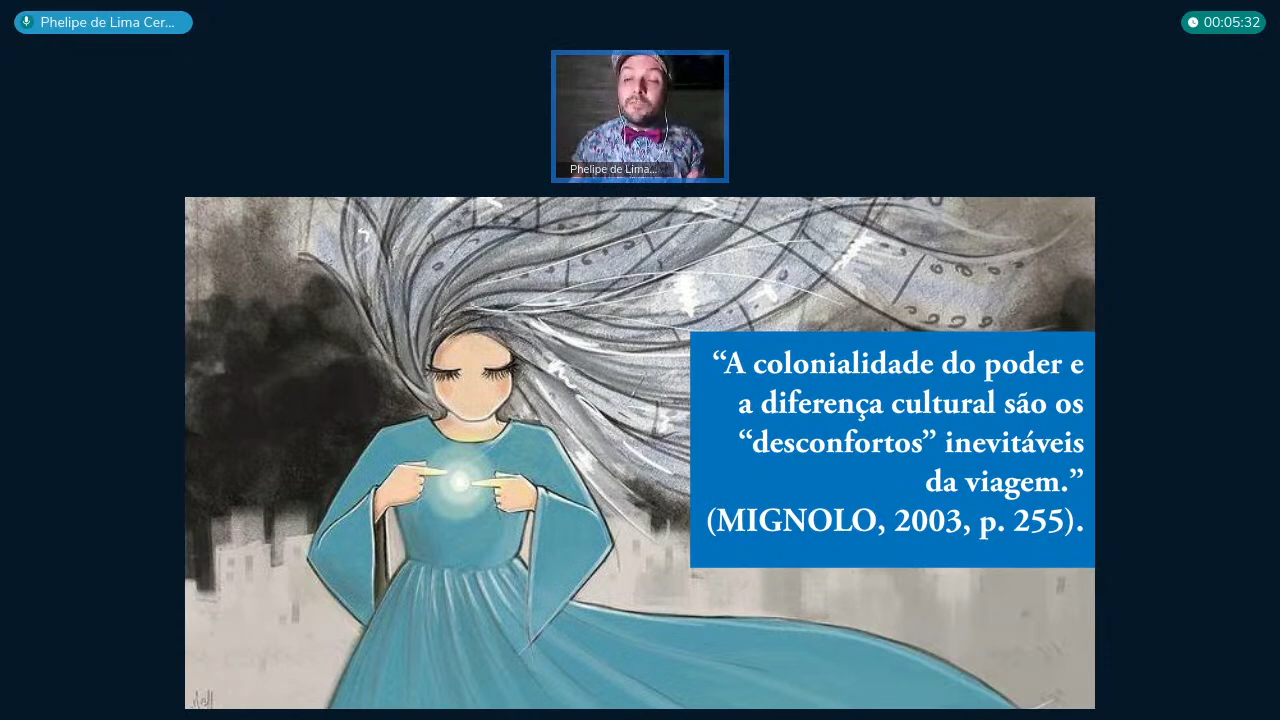 Phelipe de Lima Cer...
00:05:32
Phelipe de Lima...
“A colonialidade do poder e
a diferença cultural são os
“desconfortos” inevitáveis
da viagem.”
(MIGNOLO, 2003, p. 255).